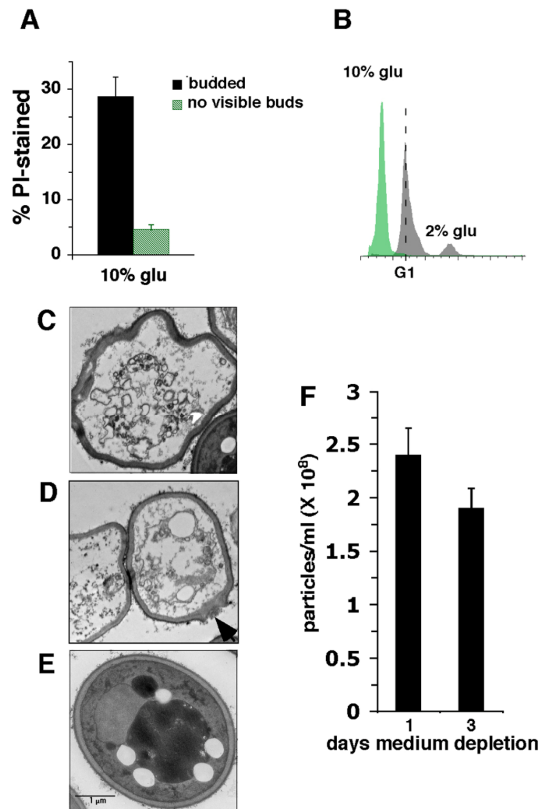 A
% PI-stained
30
20
10
0
budded
no visible buds
10% glu
B
10% glu
2% glu
G1
C
D
E
1 µm
F
particles/ml (X 10⁸)
3
2.5
2
1.5
1
0.5
0
1 3
days medium depletion